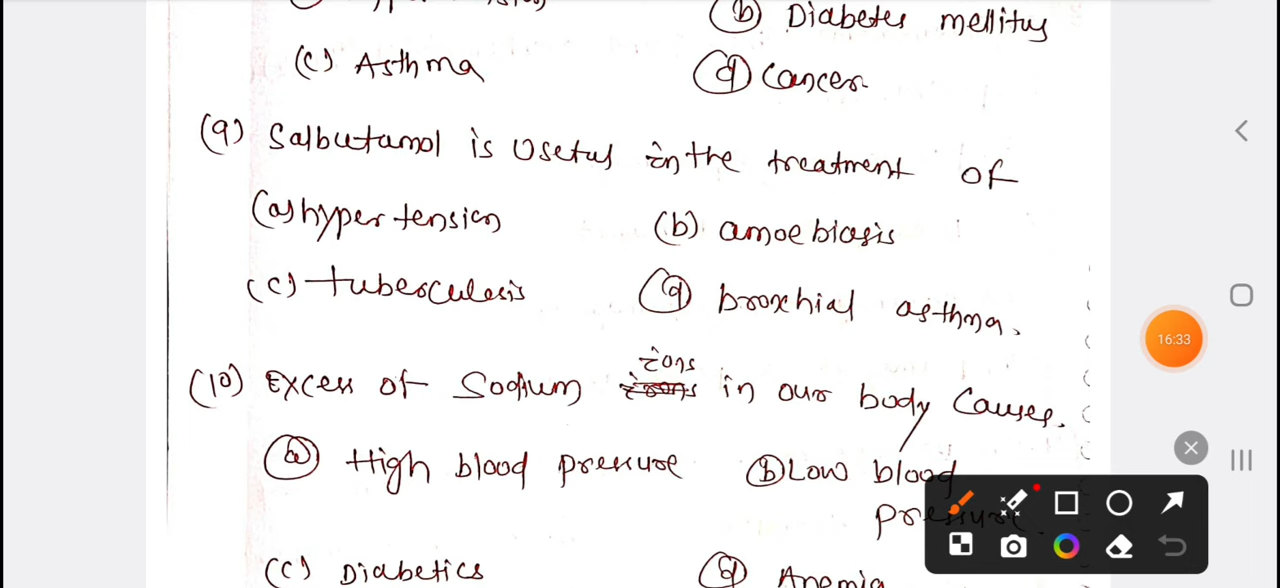 (b) Diabetes mellitus
(c) Asthma (d) Cancer
(9) Salbutamol is useful in the treatment of
(a) hypertension (b) amoebiasis
(c) tuberculosis (d) bronchial asthma.
(10) Excess of Sodium ions in our body causes.
(a) High blood pressure (b) Low blood
pressure
(c) Diabetics (d) Anemia
16:33